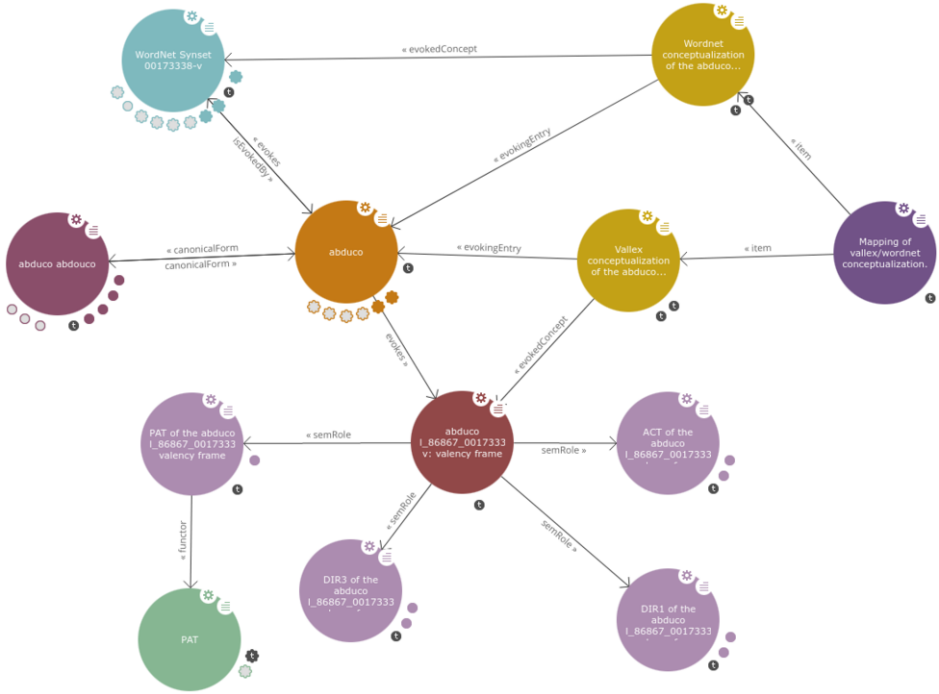 WordNet Synset
00173338-v
« evokedConcept
Wordnet
conceptualization
of the abduco...
« evokes
isEvokedBy »
« evokingEntry
« item
abduco abdouco
« canonicalForm
canonicalForm »
abduco
« evokingEntry
Vallex
conceptualization
of the abduco...
« item
Mapping of
vallex/wordnet
conceptualization.
evokes »
« evokedConcept
PAT of the abduco
l_86867_0017333
valency frame
« semRole
abduco
l_86867_0017333
v: valency frame
semRole »
ACT of the
abduco
l_86867_0017333
« functor
« semRole
semRole »
DIR3 of the
abduco
l_86867_0017333
DIR1 of the
abduco
l_86867_0017333
PAT